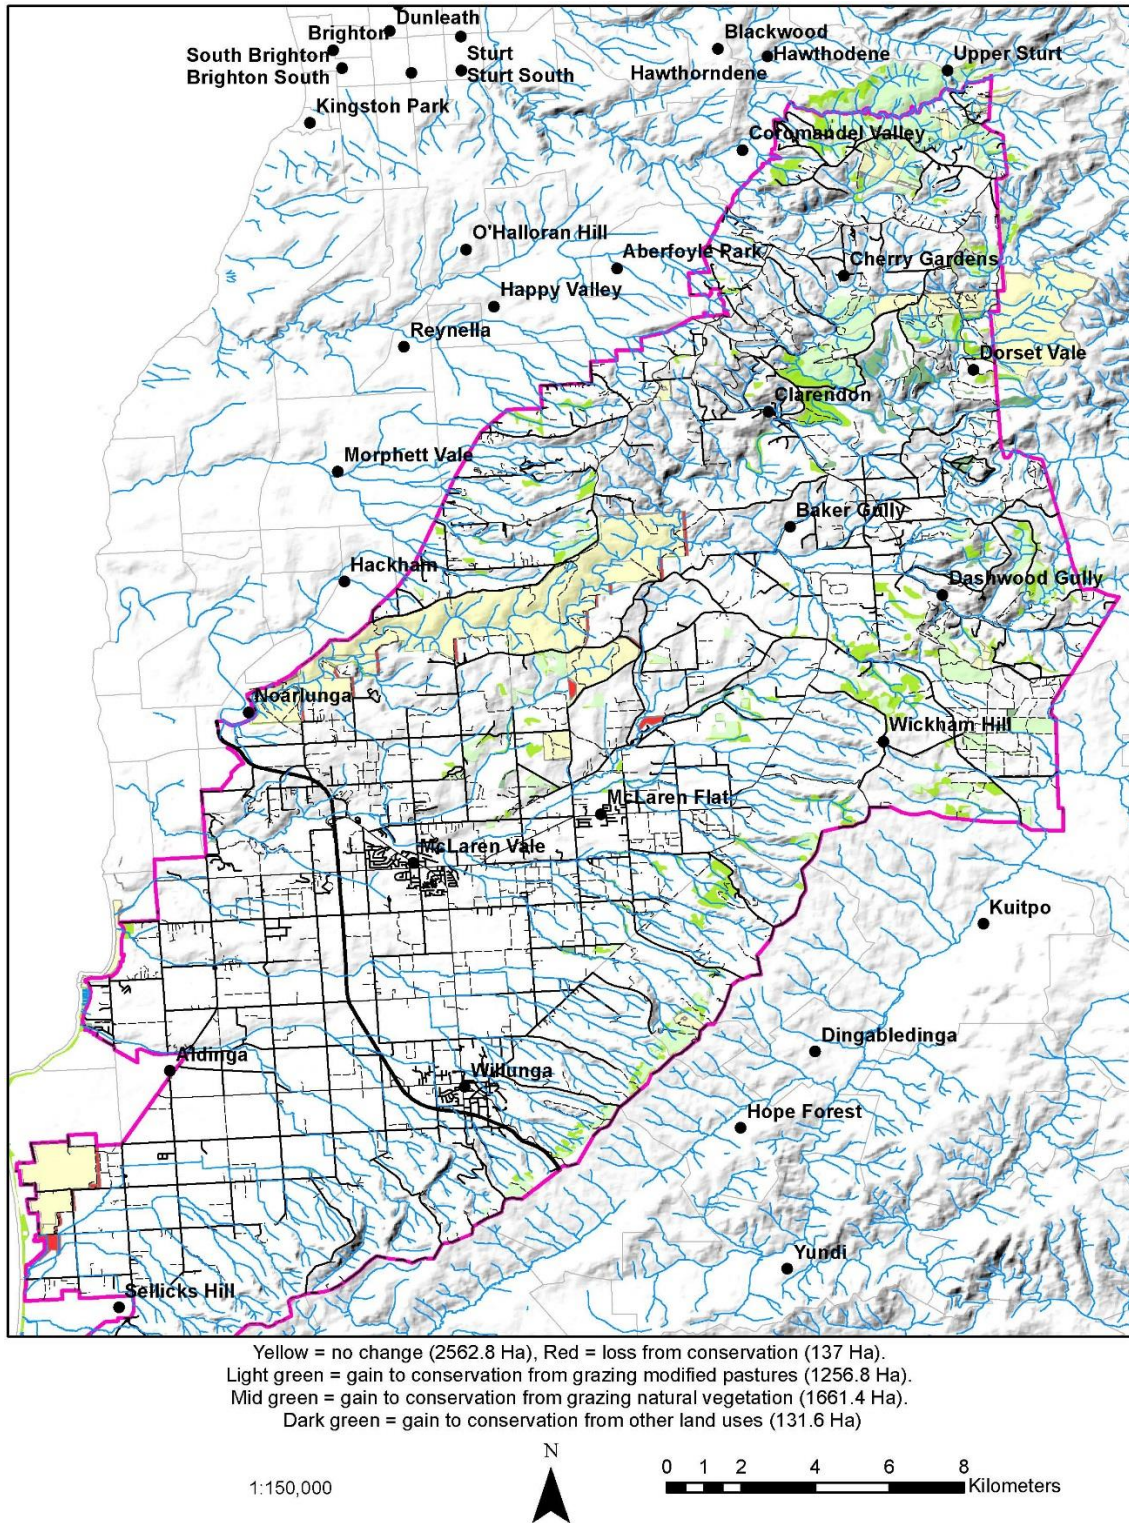 Dunleath
Brighton
Blackwood
South Brighton
Sturt
Hawthodene
Upper Sturt
Brighton South
Sturt South
Hawthorndene
Kingston Park
Coromandel Valley
O'Halloran Hill
Aberfoyle Park
Cherry Gardens
Happy Valley
Reynella
Dorset Vale
Clarendon
Morphett Vale
Baker Gully
Hackham
Dashwood Gully
Noarlunga
Wickham Hill
McLaren Flat
McLaren Vale
Kuitpo
Dingabledinga
Aldinga
Willunga
Hope Forest
Yundi
Sellicks Hill
Yellow = no change (2562.8 Ha), Red = loss from conservation (137 Ha).
Light green = gain to conservation from grazing modified pastures (1256.8 Ha).
Mid green = gain to conservation from grazing natural vegetation (1661.4 Ha).
Dark green = gain to conservation from other land uses (131.6 Ha)
N
1:150,000
0 1 2 4 6 8
Kilometers